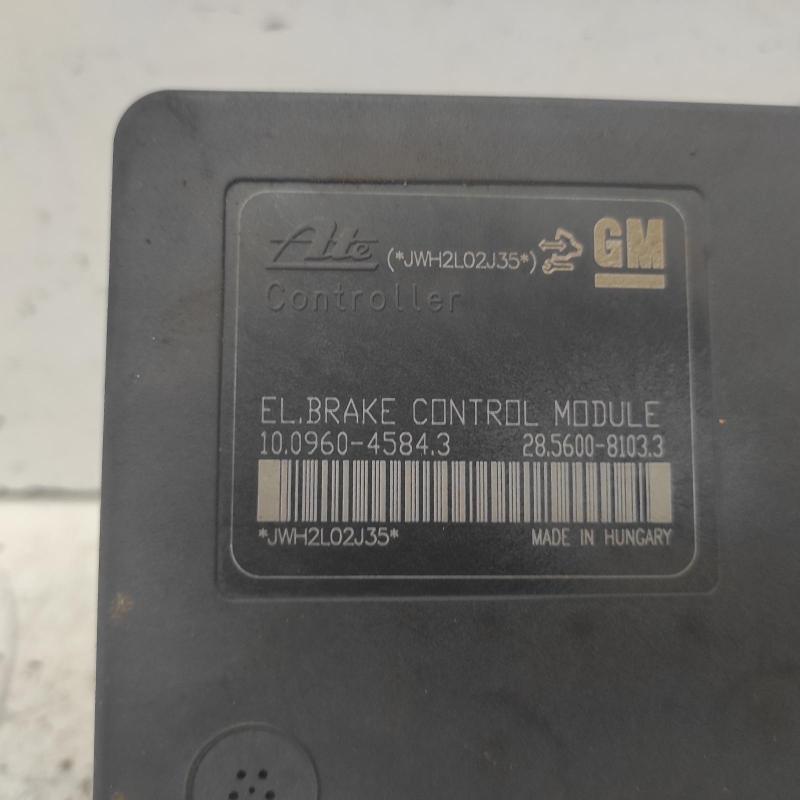 Ate (*JWH2L02J35*) GM
Controller
EL.BRAKE CONTROL MODULE
10.0960-4584.3 28.5600-8103.3
*JWH2L02J35* MADE IN HUNGARY